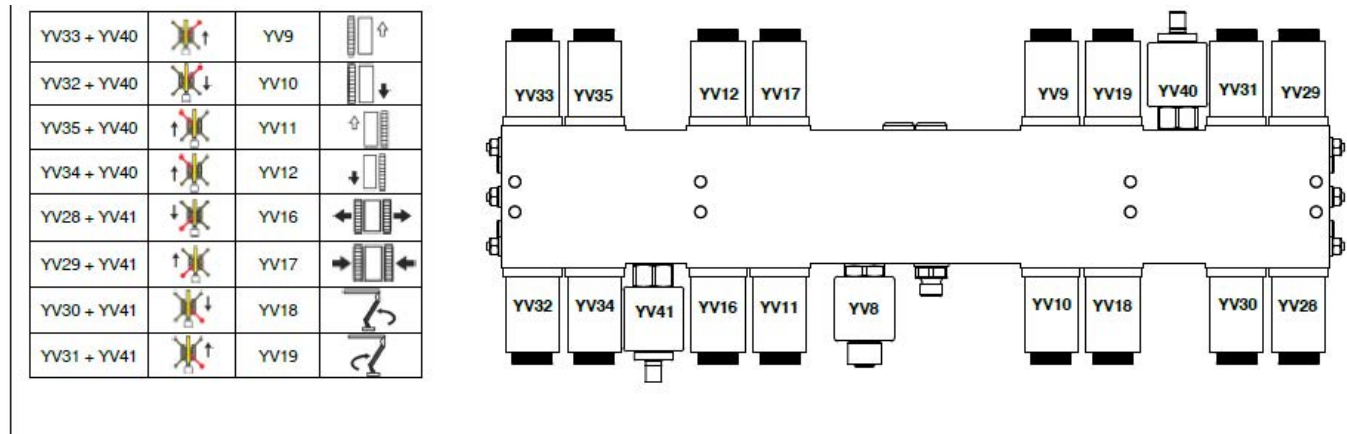 YV33 + YV40 YV9
YV32 + YV40 YV10
YV35 + YV40 YV11
YV34 + YV40 YV12
YV28 + YV41 YV16
YV29 + YV41 YV17
YV30 + YV41 YV18
YV31 + YV41 YV19
YV33 YV35 YV12 YV17 YV9 YV19 YV40 YV31 YV29
YV32 YV34 YV41 YV16 YV11 YV8 YV10 YV18 YV30 YV28